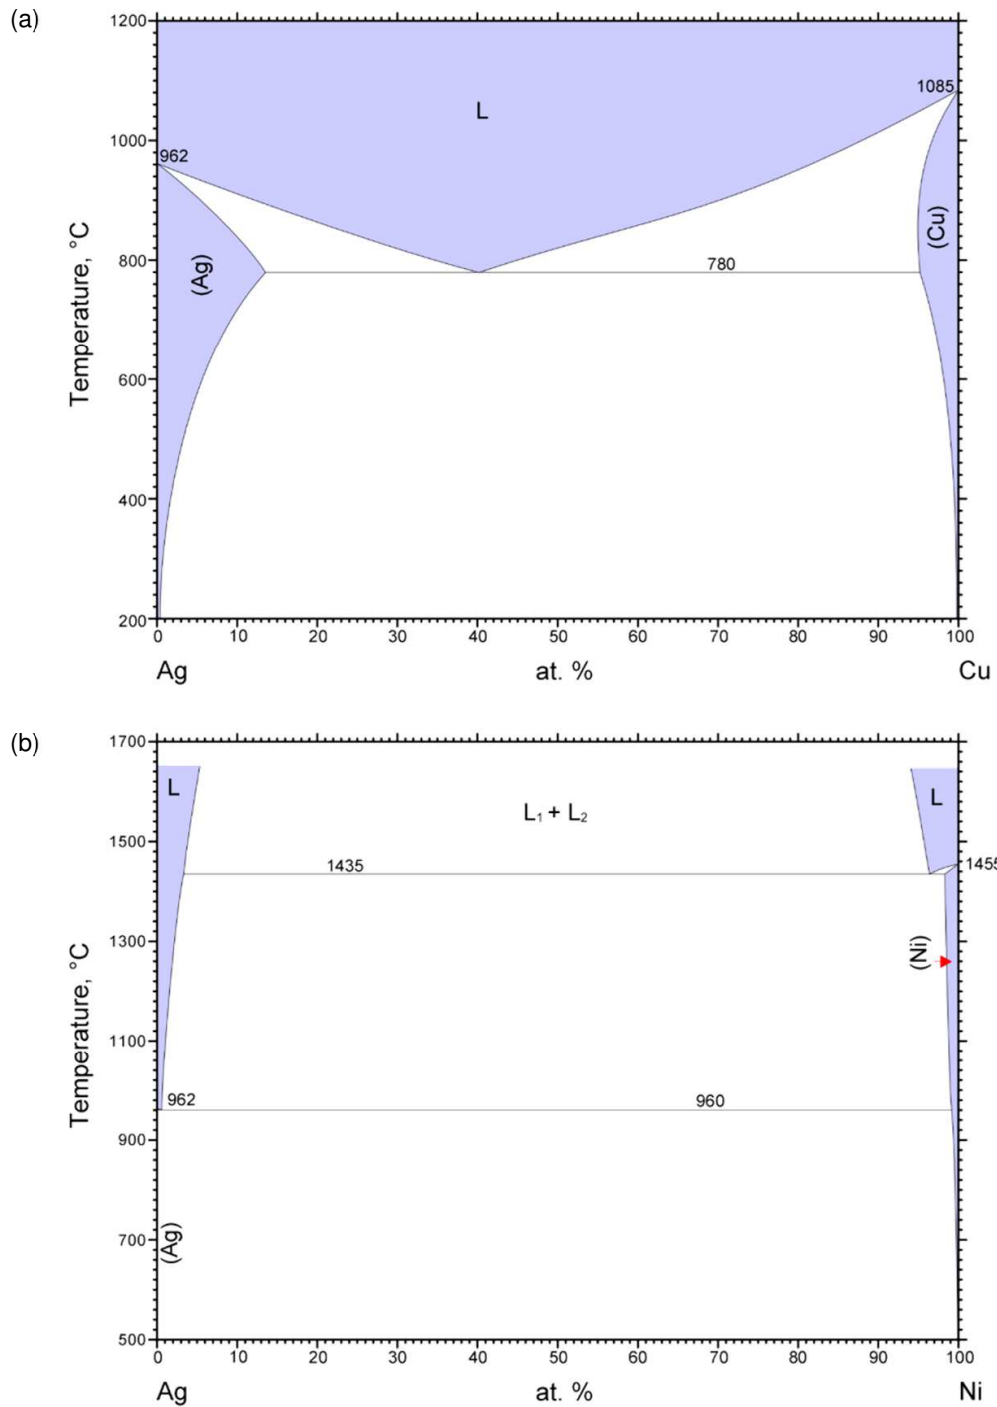 (a)
1200
1085
L
1000
962
Temperature, °C
(Ag)
(Cu)
800
780
600
400
200
0 10 20 30 40 50 60 70 80 90 100
Ag at. % Cu
(b)
1700
L
L
L₁ + L₂
1500
1435
1455
1300
(Ni)
Temperature, °C
1100
962
960
900
700
(Ag)
500
0 10 20 30 40 50 60 70 80 90 100
Ag at. % Ni